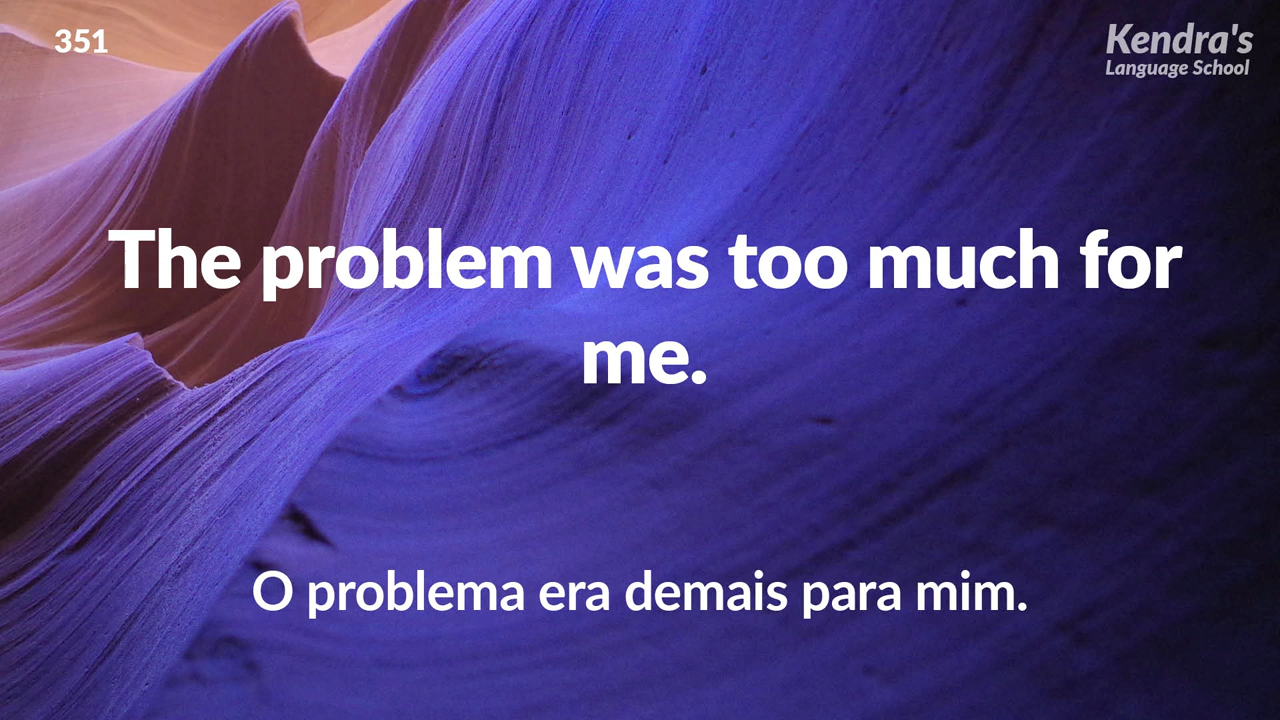 351
Kendra's
Language School
The problem was too much for
me.
O problema era demais para mim.